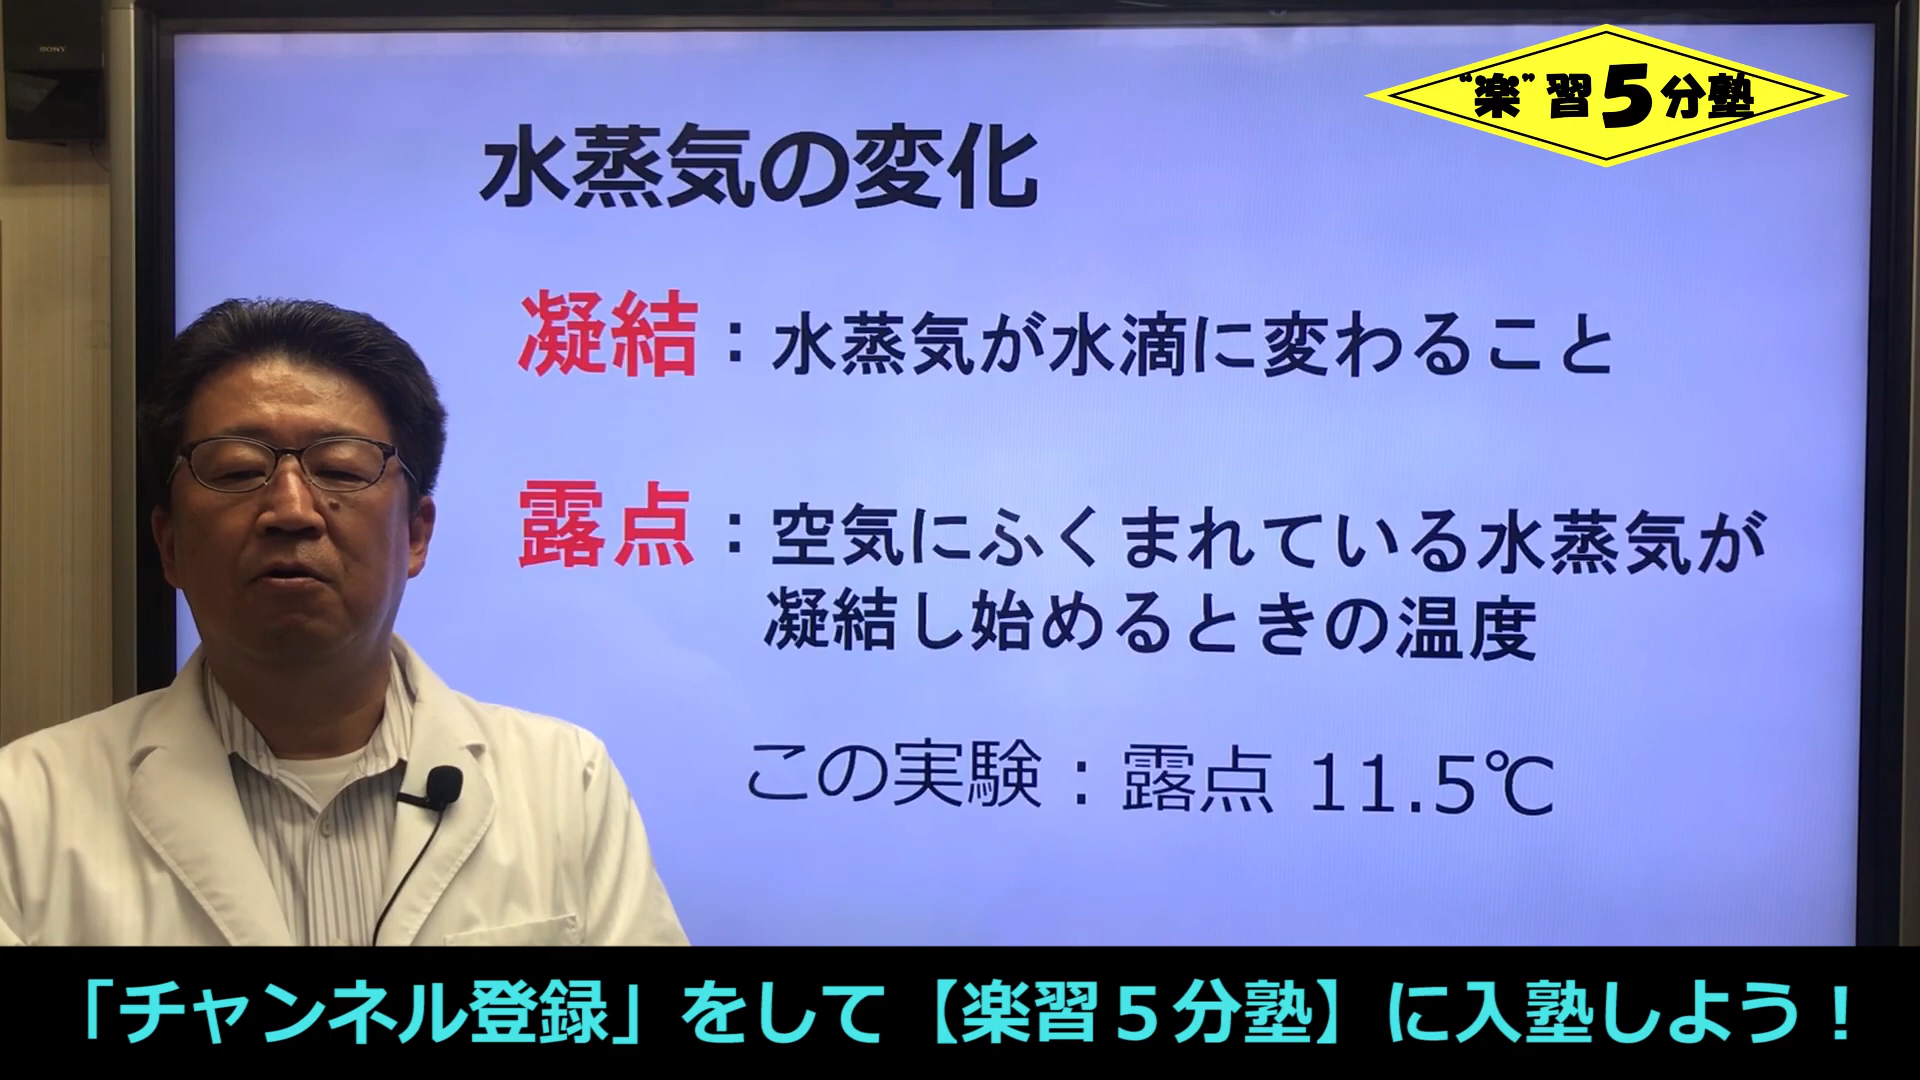 SONY
“楽”習5分塾
水蒸気の変化
凝結：水蒸気が水滴に変わること
露点：空気にふくまれている水蒸気が
凝結し始めるときの温度
この実験：露点 11.5℃
「チャンネル登録」をして【楽習５分塾】に入塾しよう！